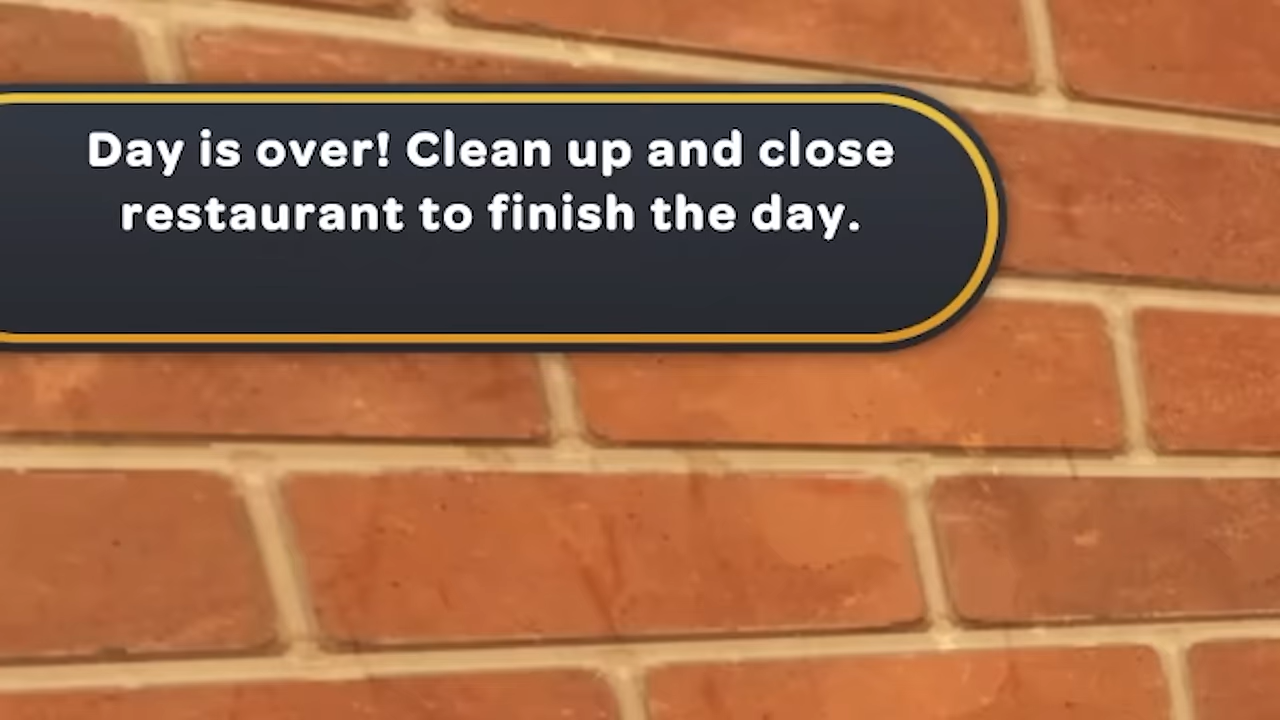 Day is over! Clean up and close
restaurant to finish the day.